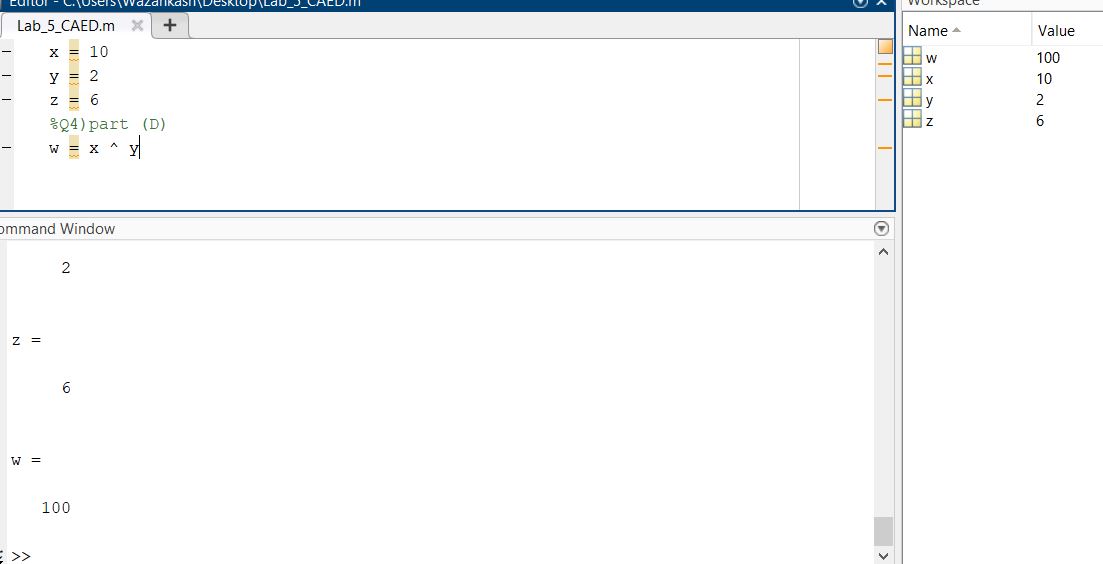 Editor - C:\Users\Wazahkash\Desktop\Lab_5_CAED.m
Lab_5_CAED.m
x = 10
y = 2
z = 6
%Q4)part (D)
w = x ^ y
ommand Window
2
z =
6
w =
100
>>
Workspace
Name Value
w 100
x 10
y 2
z 6